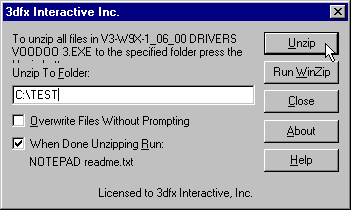 3dfx Interactive Inc.
To unzip all files in V3-W9X-1_06_00 DRIVERS
VOODOO 3.EXE to the specified folder press the
Unzip To Folder:
C:\TEST
Overwrite Files Without Prompting
When Done Unzipping Run:
NOTEPAD readme.txt
Unzip
Run WinZip
Close
About
Help
Licensed to 3dfx Interactive, Inc.